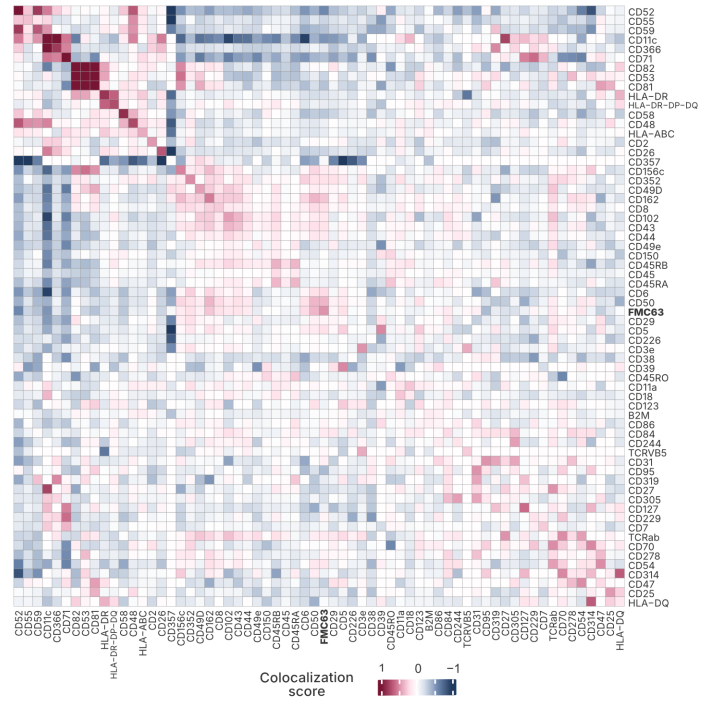 CD52
CD55
CD59
CD11c
CD366
CD71
CD82
CD53
CD81
HLA-DR
HLA-DR-DP-DQ
CD58
CD48
HLA-ABC
CD2
CD26
CD357
CD156c
CD352
CD49D
CD162
CD8
CD102
CD43
CD44
CD49e
CD150
CD45RB
CD45
CD45RA
CD6
CD50
FMC63
CD29
CD5
CD226
CD3e
CD38
CD39
CD45RO
CD11a
CD18
CD123
B2M
CD86
CD84
CD244
TCRVB5
CD31
CD95
CD319
CD27
CD305
CD127
CD229
CD7
TCRab
CD70
CD278
CD54
CD314
CD47
CD25
HLA-DQ
CD52
CD55
CD59
CD11c
CD366
CD71
CD82
CD53
CD81
HLA-DR
HLA-DR-DP-DQ
CD58
CD48
HLA-ABC
CD2
CD26
CD357
CD156c
CD352
CD49D
CD162
CD8
CD102
CD43
CD44
CD49e
CD150
CD45RB
CD45
CD45RA
CD6
CD50
FMC63
CD29
CD5
CD226
CD3e
CD38
CD39
CD45RO
CD11a
CD18
CD123
B2M
CD86
CD84
CD244
TCRVB5
CD31
CD95
CD319
CD27
CD305
CD127
CD229
CD7
TCRab
CD70
CD278
CD54
CD314
CD47
CD25
HLA-DQ
Colocalization
score
1 0 −1